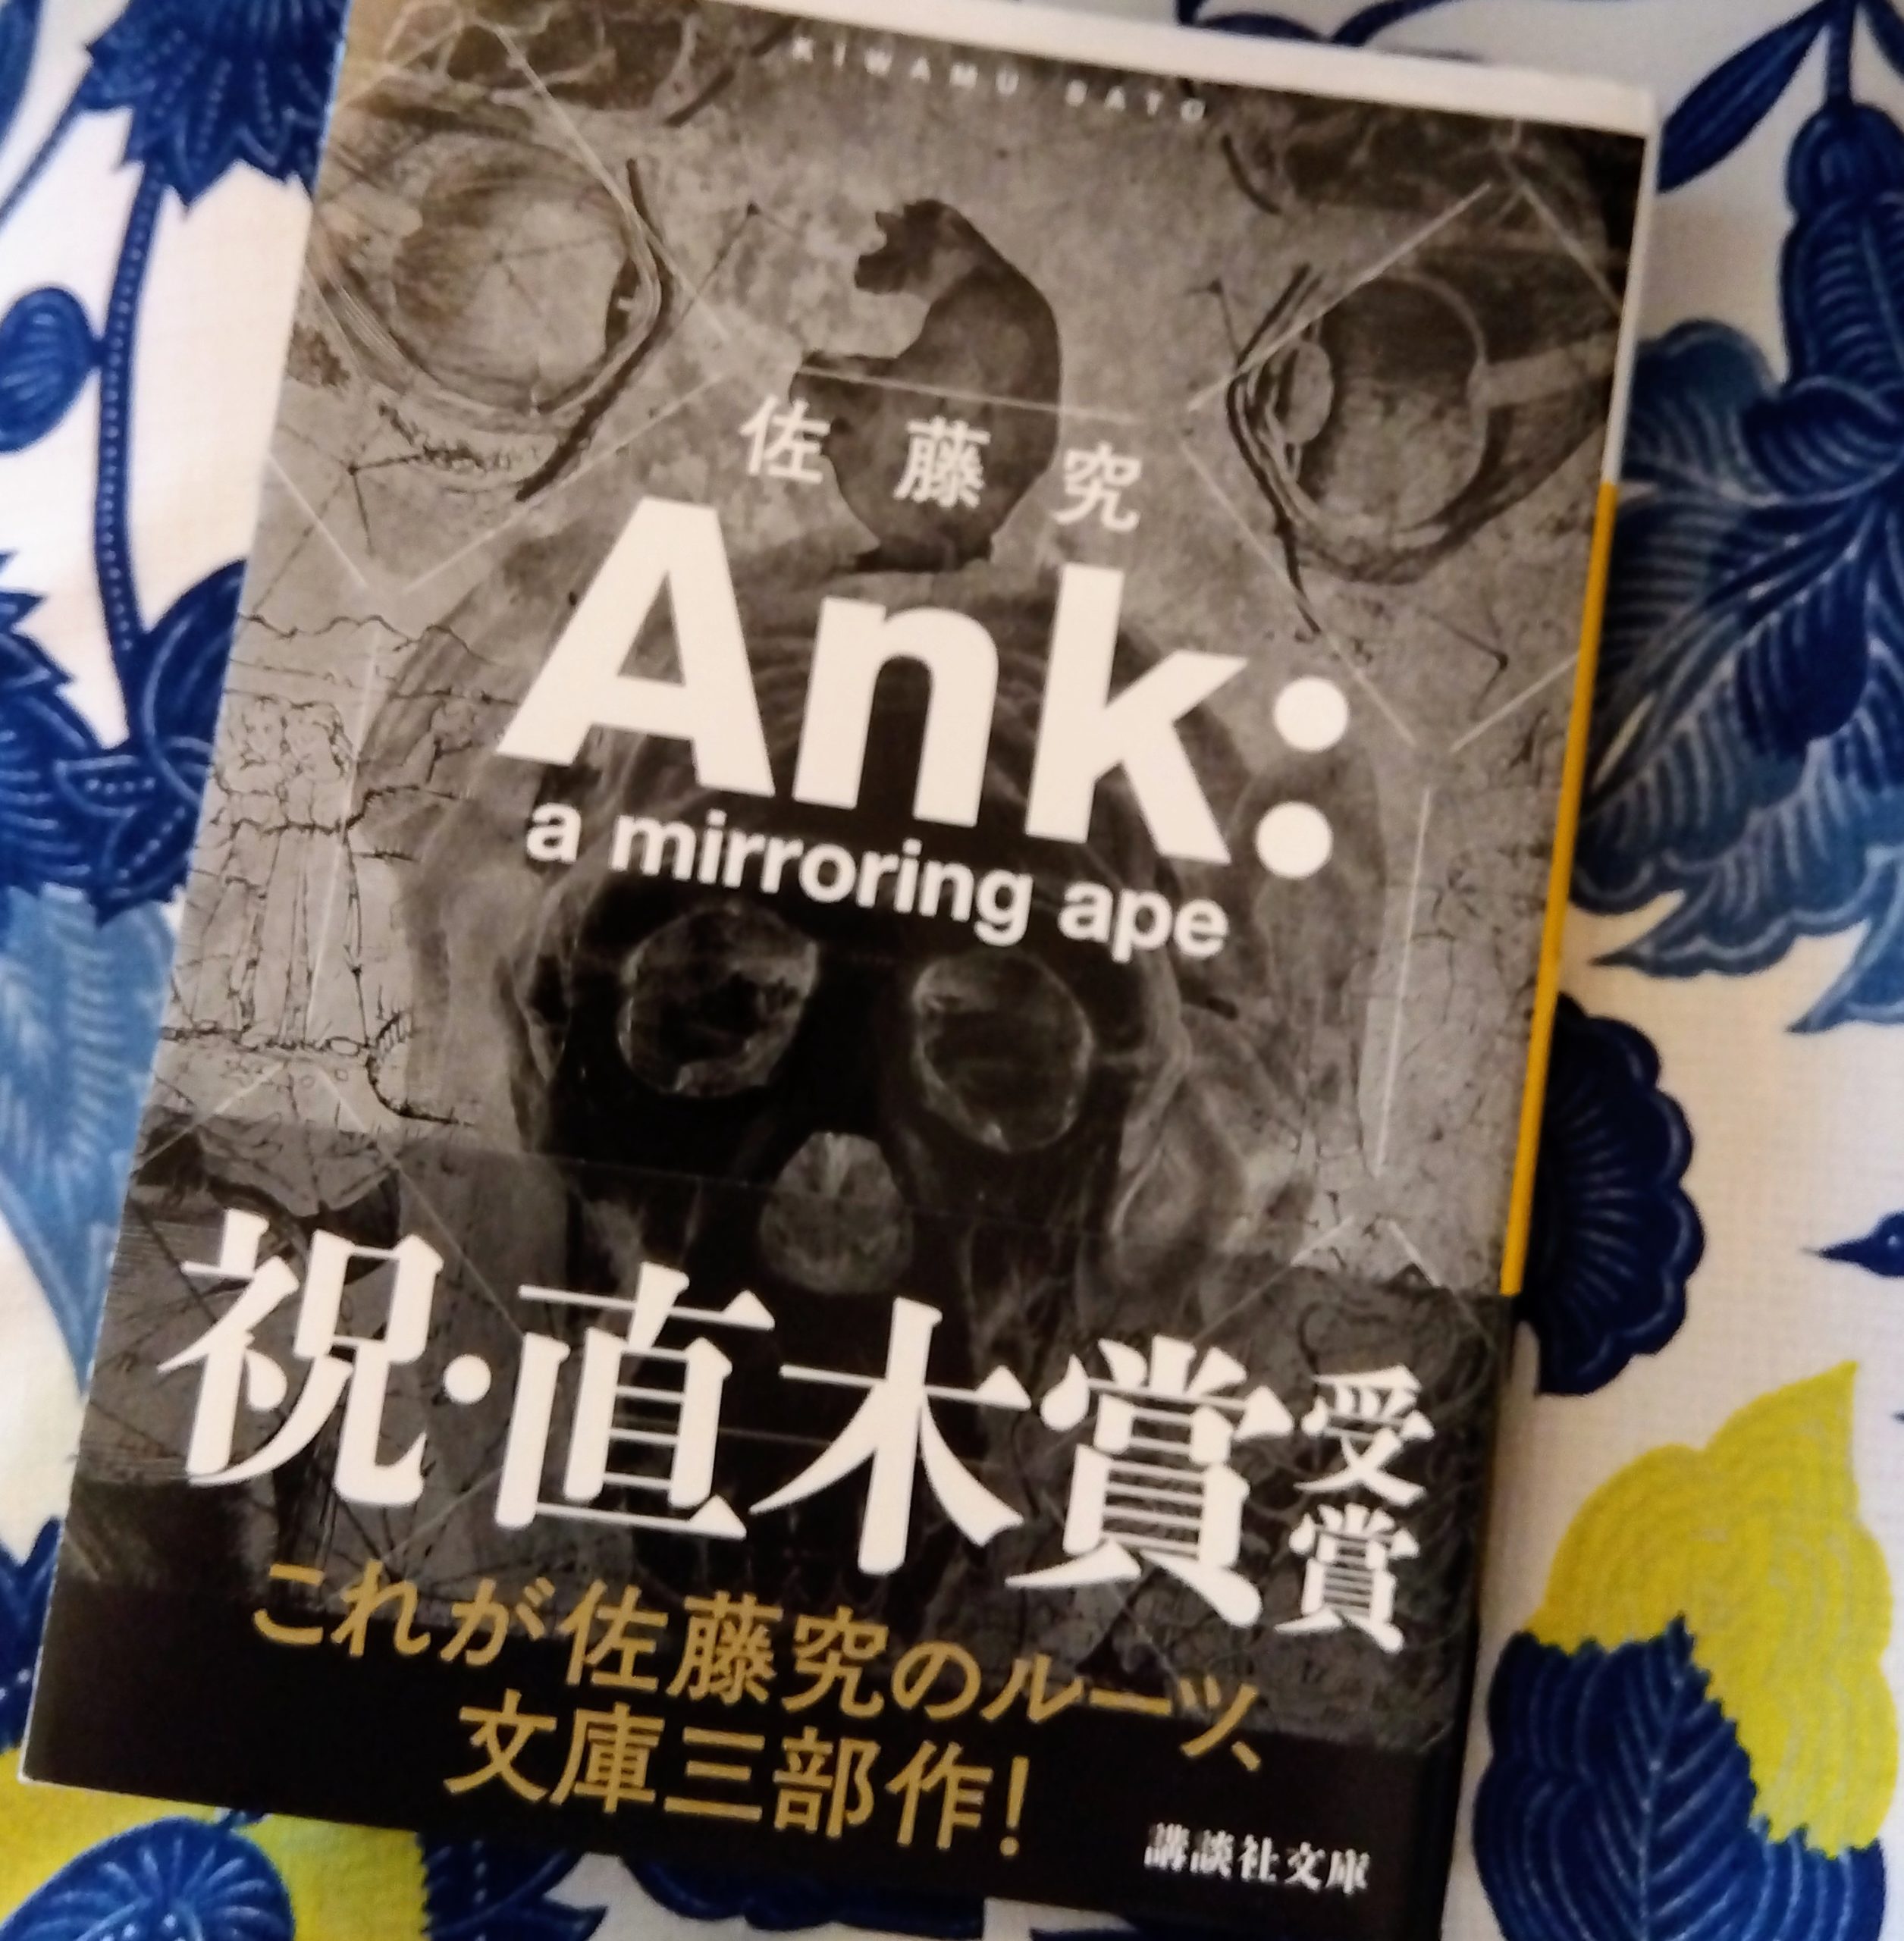 KIWAMU SATO
佐藤究
Ank:
a mirroring ape
祝・直木賞受賞
これが佐藤究のルーツ、
文庫三部作!
講談社文庫